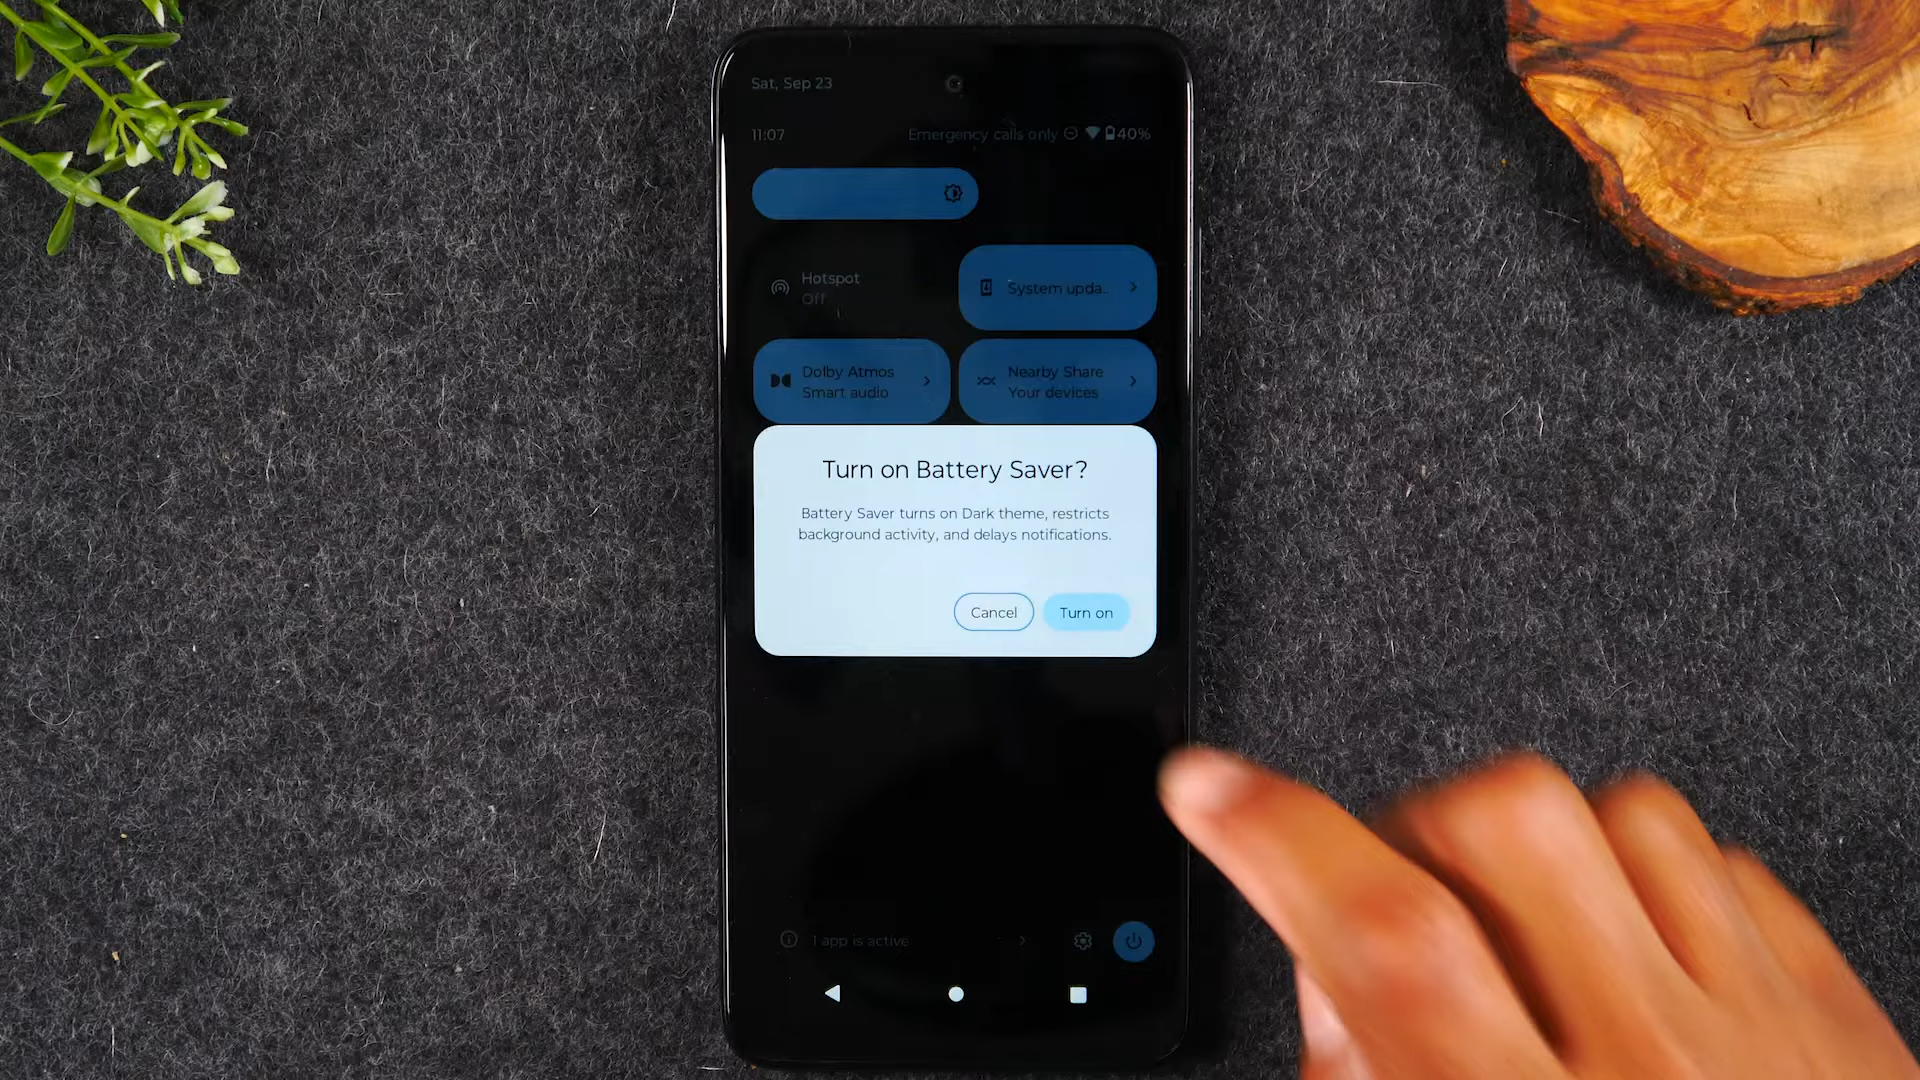 Sat, Sep 23
11:07
Emergency calls only
40%
Hotspot
Off
System upda..
Dolby Atmos
Smart audio
Nearby Share
Your devices
Turn on Battery Saver?
Battery Saver turns on Dark theme, restricts
background activity, and delays notifications.
Cancel
Turn on
1 app is active